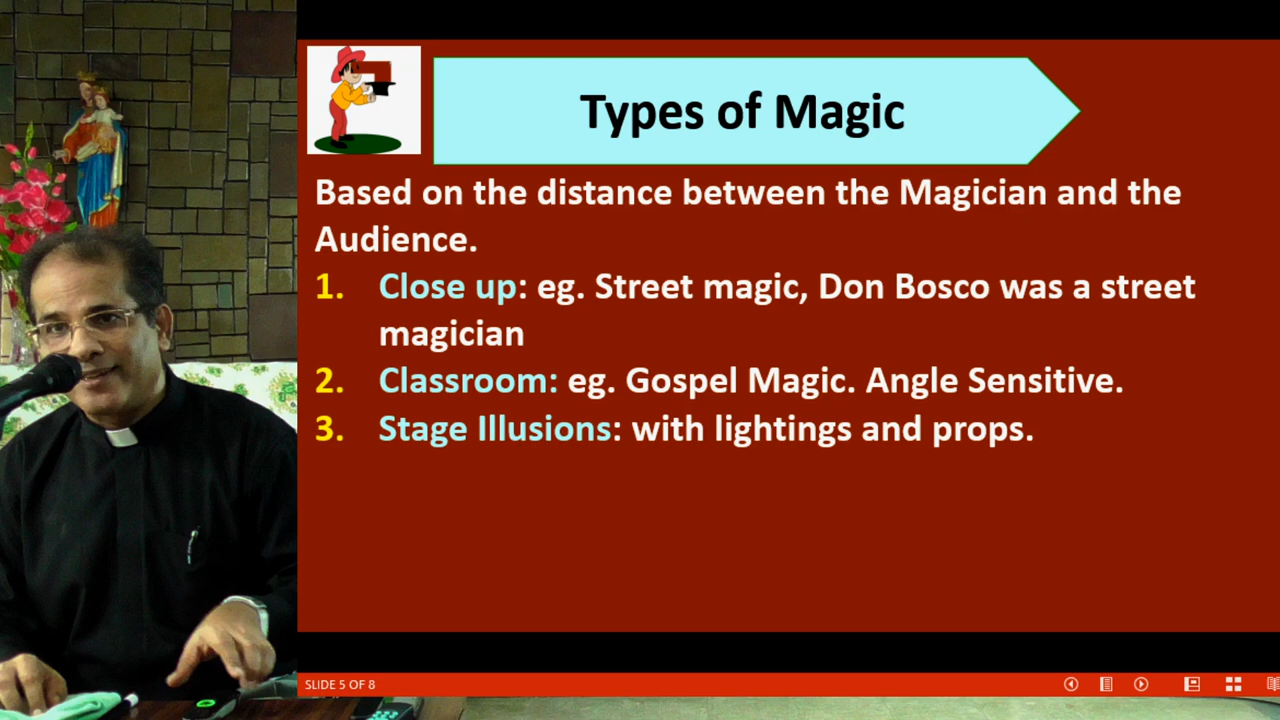 Types of Magic
Based on the distance between the Magician and the
Audience.
1. Close up: eg. Street magic, Don Bosco was a street
magician
2. Classroom: eg. Gospel Magic. Angle Sensitive.
3. Stage Illusions: with lightings and props.
SLIDE 5 OF 8